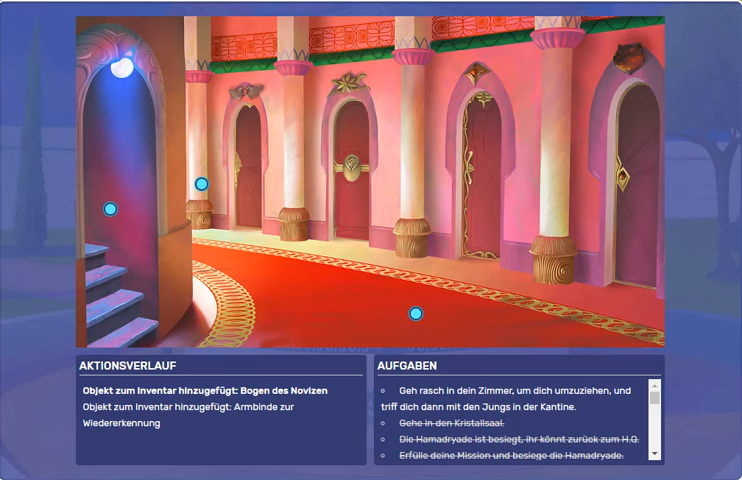 AKTIONSVERLAUF
Objekt zum Inventar hinzugefügt: Bogen des Novizen
Objekt zum Inventar hinzugefügt: Armbinde zur
Wiedererkennung
AUFGABEN
Geh rasch in dein Zimmer, um dich umzuziehen, und
triff dich dann mit den Jungs in der Kantine.
Gehe in den Kristallsaal.
Die Hamadryade ist besiegt, ihr könnt zurück zum H.Q.
Erfülle deine Mission und besiege die Hamadryade.